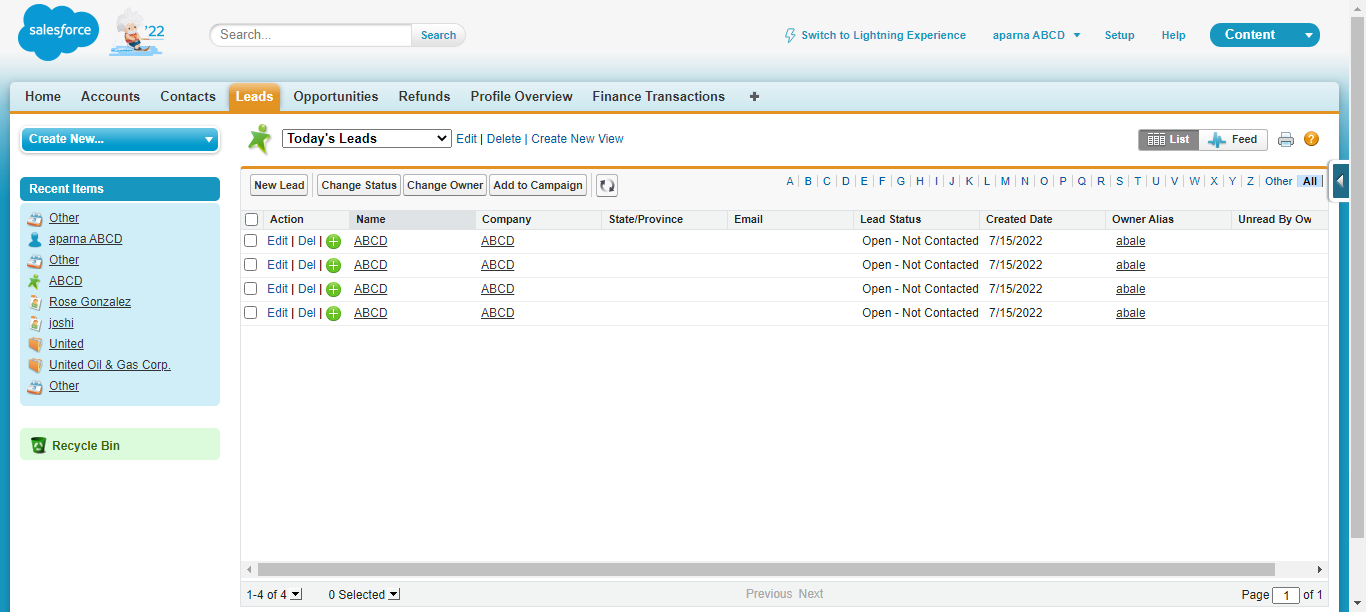 salesforce '22
Search... Search
Switch to Lightning Experience aparna ABCD Setup Help Content
Home Accounts Contacts Leads Opportunities Refunds Profile Overview Finance Transactions +
Create New...
Recent Items
Other
aparna ABCD
Other
ABCD
Rose Gonzalez
joshi
United
United Oil & Gas Corp.
Other
Recycle Bin
Today's Leads Edit | Delete | Create New View
List Feed ?
New Lead Change Status Change Owner Add to Campaign
A | B | C | D | E | F | G | H | I | J | K | L | M | N | O | P | Q | R | S | T | U | V | W | X | Y | Z | Other | All |
Action Name Company State/Province Email Lead Status Created Date Owner Alias Unread By Ow
Edit | Del | ABCD ABCD Open - Not Contacted 7/15/2022 abale
Edit | Del | ABCD ABCD Open - Not Contacted 7/15/2022 abale
Edit | Del | ABCD ABCD Open - Not Contacted 7/15/2022 abale
Edit | Del | ABCD ABCD Open - Not Contacted 7/15/2022 abale
1-4 of 4 0 Selected Previous Next Page 1 of 1